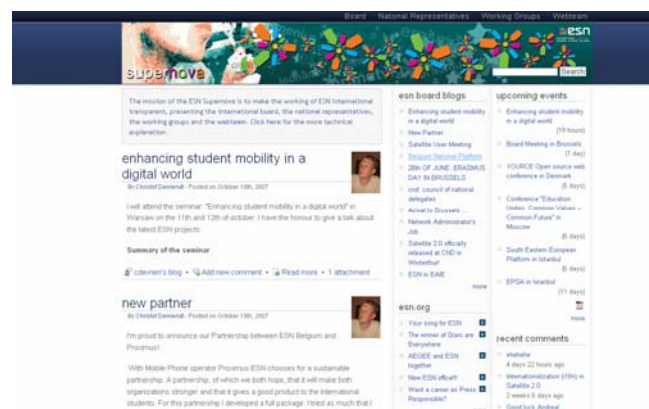 Board National Representatives Working Groups Webteam
esn
supernova
Search
The mission of the ESN Supernova is to make the working of ESN International
transparent, presenting the international board, the national representatives,
the working groups and the webteam. Click here for the more technical
explanation.
enhancing student mobility in a
digital world
By Christof Devriendt - Posted on October 10th, 2007
I will attend the seminar: "Enhancing student mobility in a digital world" in
Warsaw on the 11th and 12th of october. I have the honour to give a talk about
the latest ESN projects.
Summary of the seminar
cdevrien's blog • Add new comment • Read more • 1 attachment
new partner
By Christof Devriendt - Posted on October 10th, 2007
I'm proud to announce our Partnership between ESN Belgium and
Proximus!
With Mobile Phone operator Proximus ESN chooses for a sustainable
partnership. A partnership, of which we both hope, that it will make both
organizations stronger and that it gives a good product to the International
students. For this partnership I developed a full package. I tried as much that I
esn board blogs
Enhancing student mobility
in a digital world
New Partner
Satellite User Meeting
Belgium National Platform
28th OF JUNE: ERASMUS
DAY IN BRUSSELS
cnd: council of national
delegates
Arrival to Brussels ...
Network Administrator's
Job
Satellite 2.0 officially
released at CND in
Winterthur!
ESN in EAIE
more
esn.org
Your song for ESN
The winner of Stars are
Everywhere
AEGEE and ESN
together
New ESN office!!!
Want a career as Press
Responsible?
upcoming events
Enhancing student mobility
in a digital world
(19 hours)
Board Meeting in Brussels
(1 day)
YOURCE Open source web
conference in Denmark
(5 days)
Conference "Education
Unites. Common Values –
Common Future" in
Moscow
(6 days)
South Eastern European
Platform in Istanbul
(6 days)
EPSA in Istanbul
(11 days)
more
recent comments
ehehehe
4 days 22 hours ago
Internationalization (i18n) in
Satellite 2.0
2 weeks 6 days ago
Good luck Andrea!